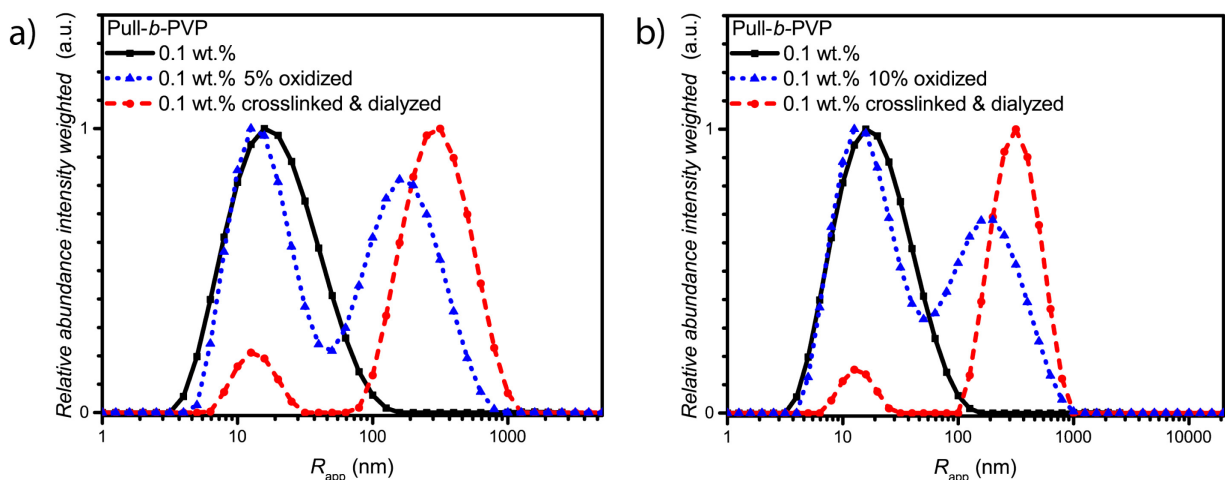 a)
Pull-b-PVP
0.1 wt.%
0.1 wt.% 5% oxidized
0.1 wt.% crosslinked & dialyzed
Relative abundance intensity weighted (a.u.)
1
0
1 10 100 1000
Rapp (nm)
b)
Pull-b-PVP
0.1 wt.%
0.1 wt.% 10% oxidized
0.1 wt.% crosslinked & dialyzed
Relative abundance intensity weighted (a.u.)
1
0
1 10 100 1000 10000
Rapp (nm)